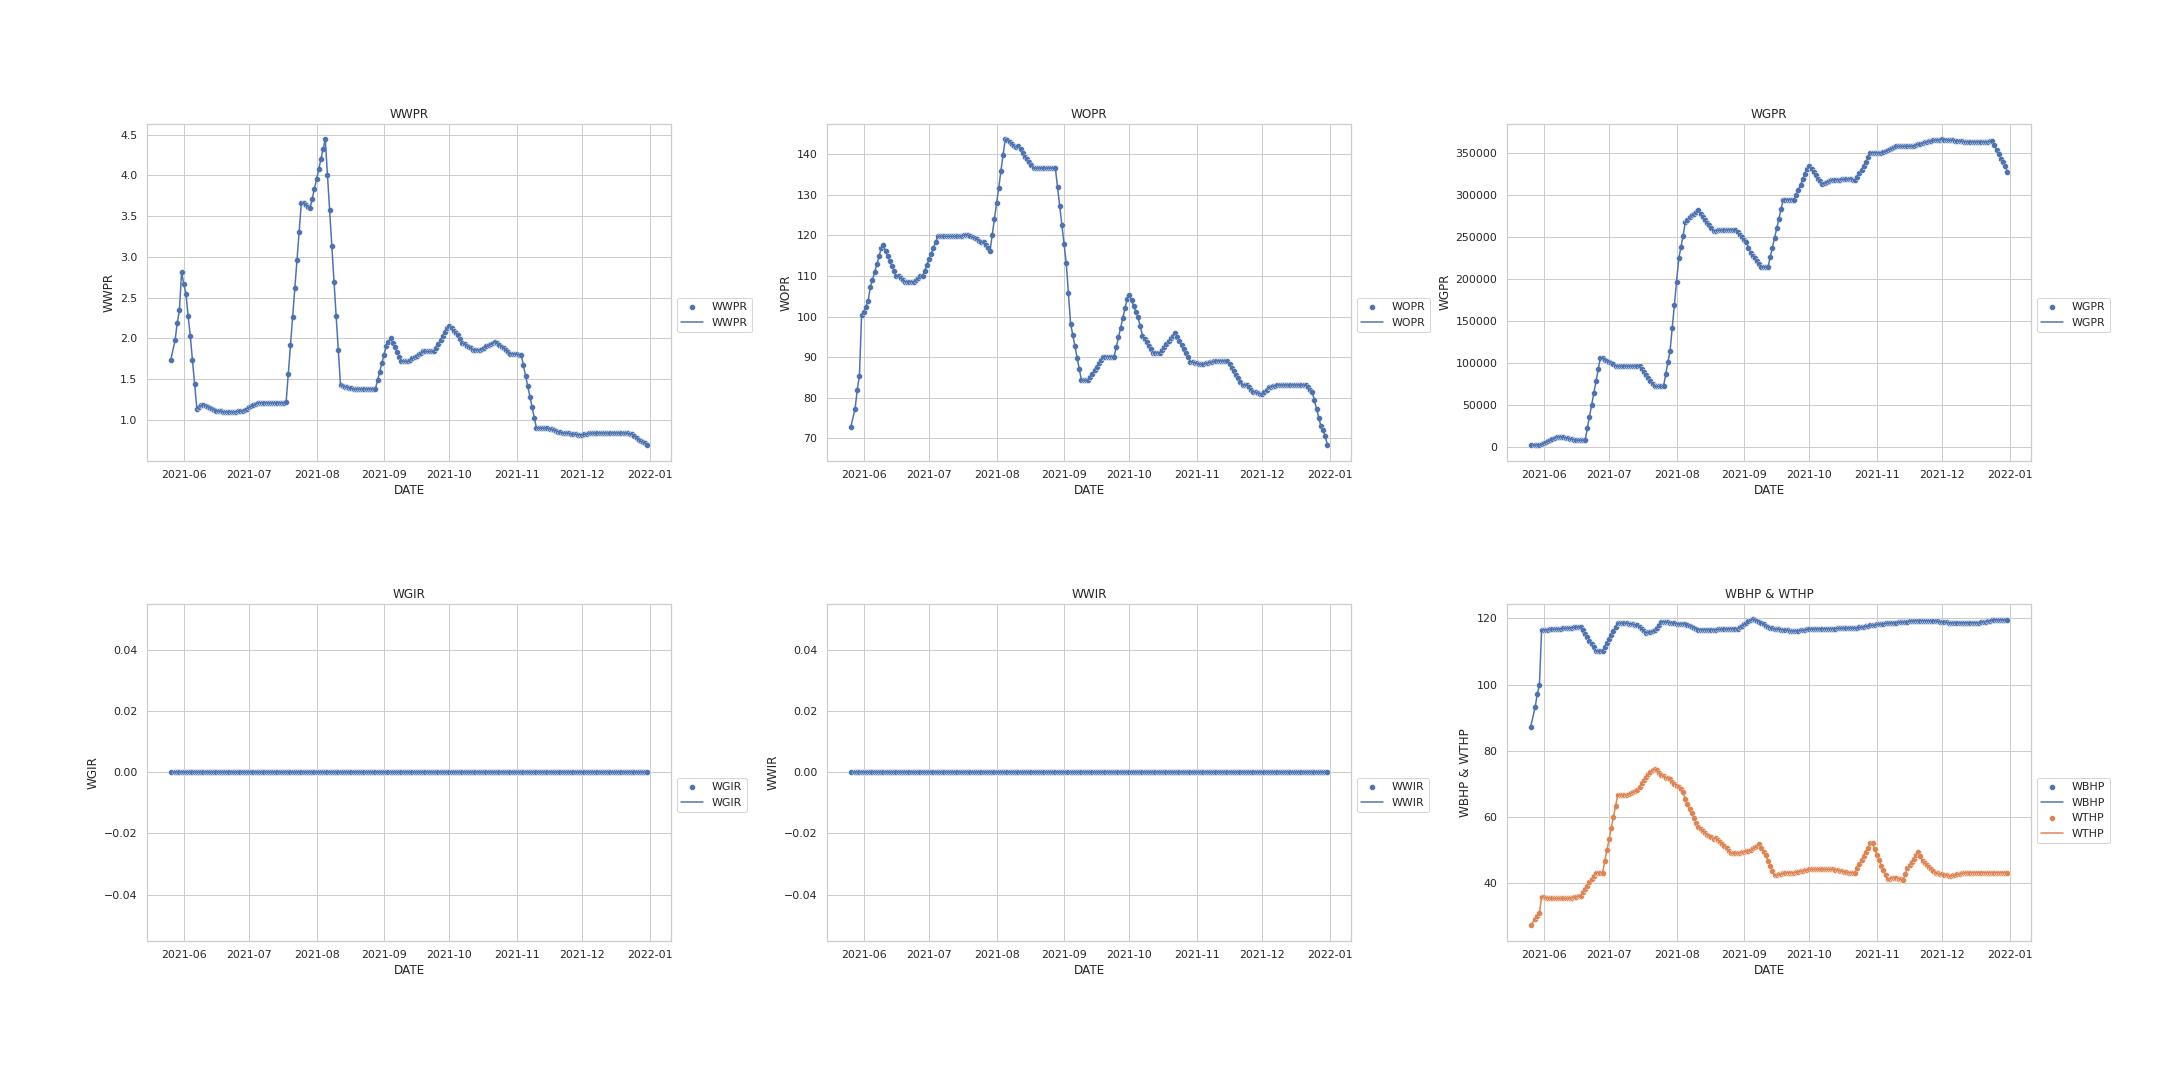 WWPR
4.5
4.0
3.5
3.0
2.5
2.0
1.5
1.0
WWPR
2021-06 2021-07 2021-08 2021-09 2021-10 2021-11 2021-12 2022-01
DATE
WWPR
WWPR
WOPR
140
130
120
110
100
90
80
70
WOPR
2021-06 2021-07 2021-08 2021-09 2021-10 2021-11 2021-12 2022-01
DATE
WOPR
WOPR
WGPR
350000
300000
250000
200000
150000
100000
50000
0
WGPR
2021-06 2021-07 2021-08 2021-09 2021-10 2021-11 2021-12 2022-01
DATE
WGPR
WGPR
WGIR
0.04
0.02
0.00
−0.02
−0.04
WGIR
2021-06 2021-07 2021-08 2021-09 2021-10 2021-11 2021-12 2022-01
DATE
WGIR
WGIR
WWIR
0.04
0.02
0.00
−0.02
−0.04
WWIR
2021-06 2021-07 2021-08 2021-09 2021-10 2021-11 2021-12 2022-01
DATE
WWIR
WWIR
WBHP & WTHP
120
100
80
60
40
WBHP & WTHP
2021-06 2021-07 2021-08 2021-09 2021-10 2021-11 2021-12 2022-01
DATE
WBHP
WBHP
WTHP
WTHP